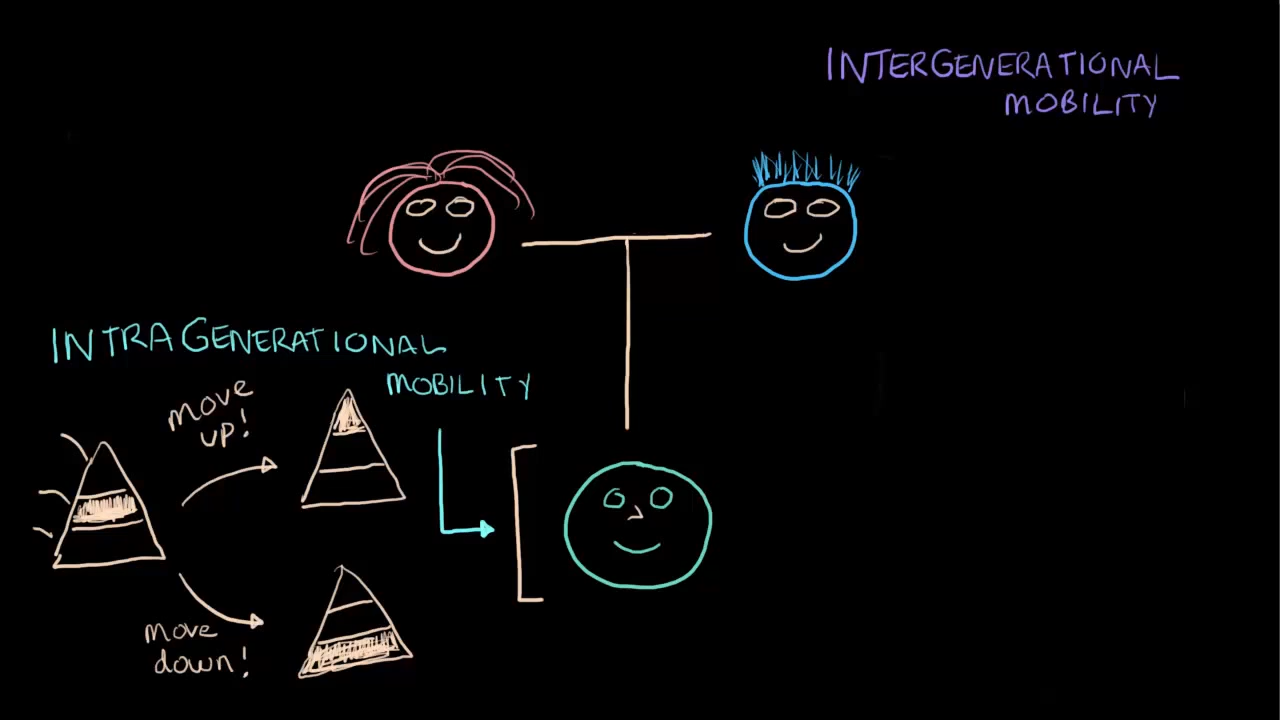 INTERGENERATIONAL
MOBILITY
INTRAGENERATIONAL
MOBILITY
move
up!
move
down!